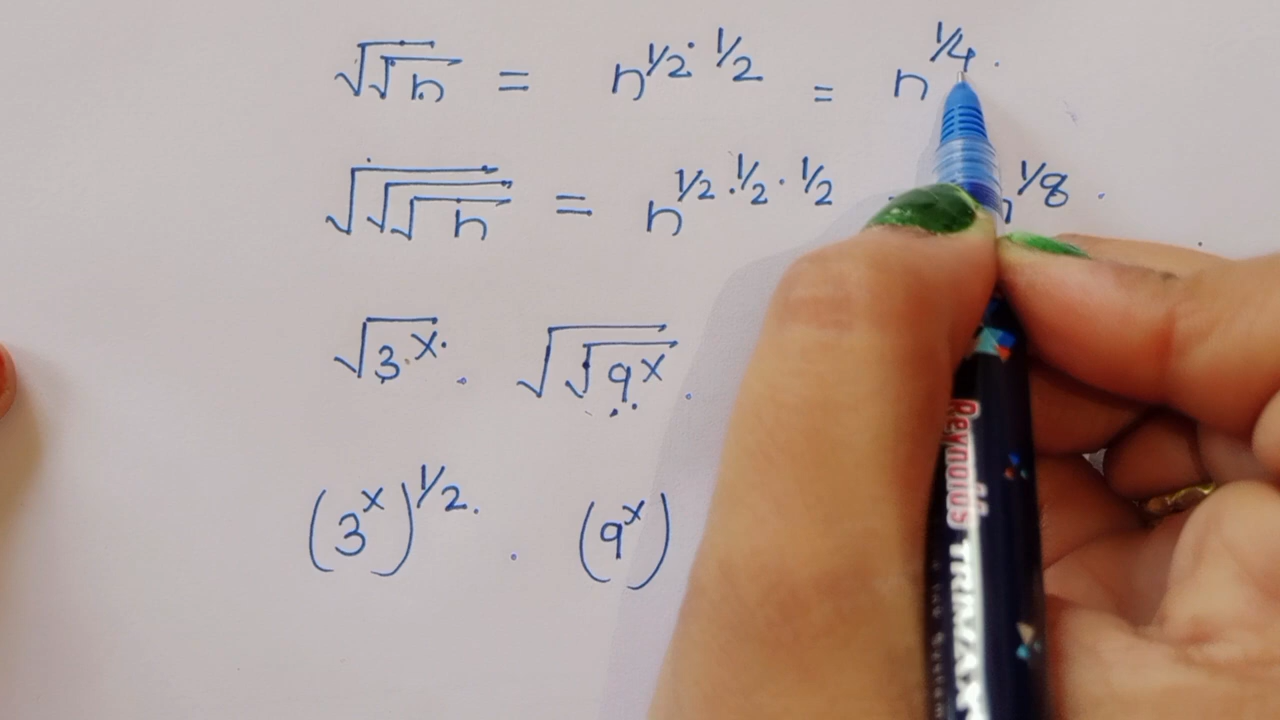 √√n = n^1/2 · 1/2 = n^1/4 .
√√√n = n^1/2 · 1/2 · 1/2 = n^1/8 .
√3^x . √√9^x .
(3^x)^1/2 . (9^x)
Reynolds TRIMAX